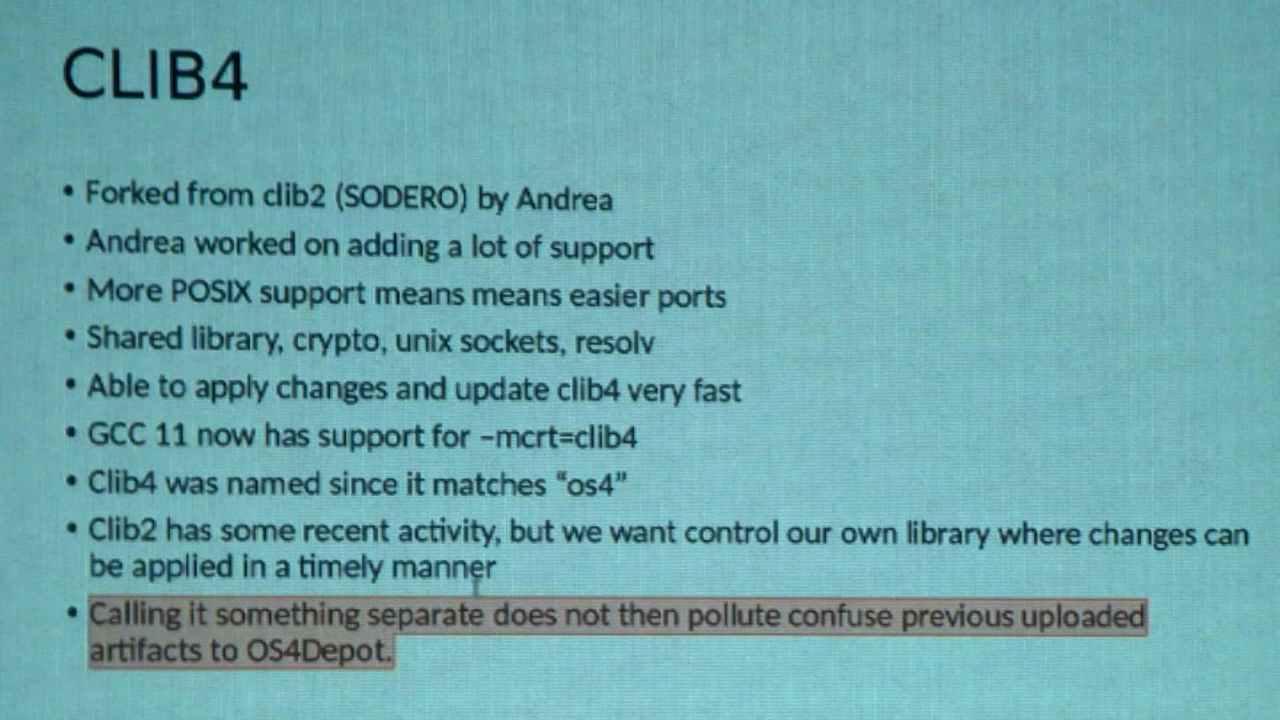 CLIB4
• Forked from clib2 (SODERO) by Andrea
• Andrea worked on adding a lot of support
• More POSIX support means means easier ports
• Shared library, crypto, unix sockets, resolv
• Able to apply changes and update clib4 very fast
• GCC 11 now has support for –mcrt=clib4
• Clib4 was named since it matches “os4”
• Clib2 has some recent activity, but we want control our own library where changes can
be applied in a timely manner
• Calling it something separate does not then pollute confuse previous uploaded
artifacts to OS4Depot.